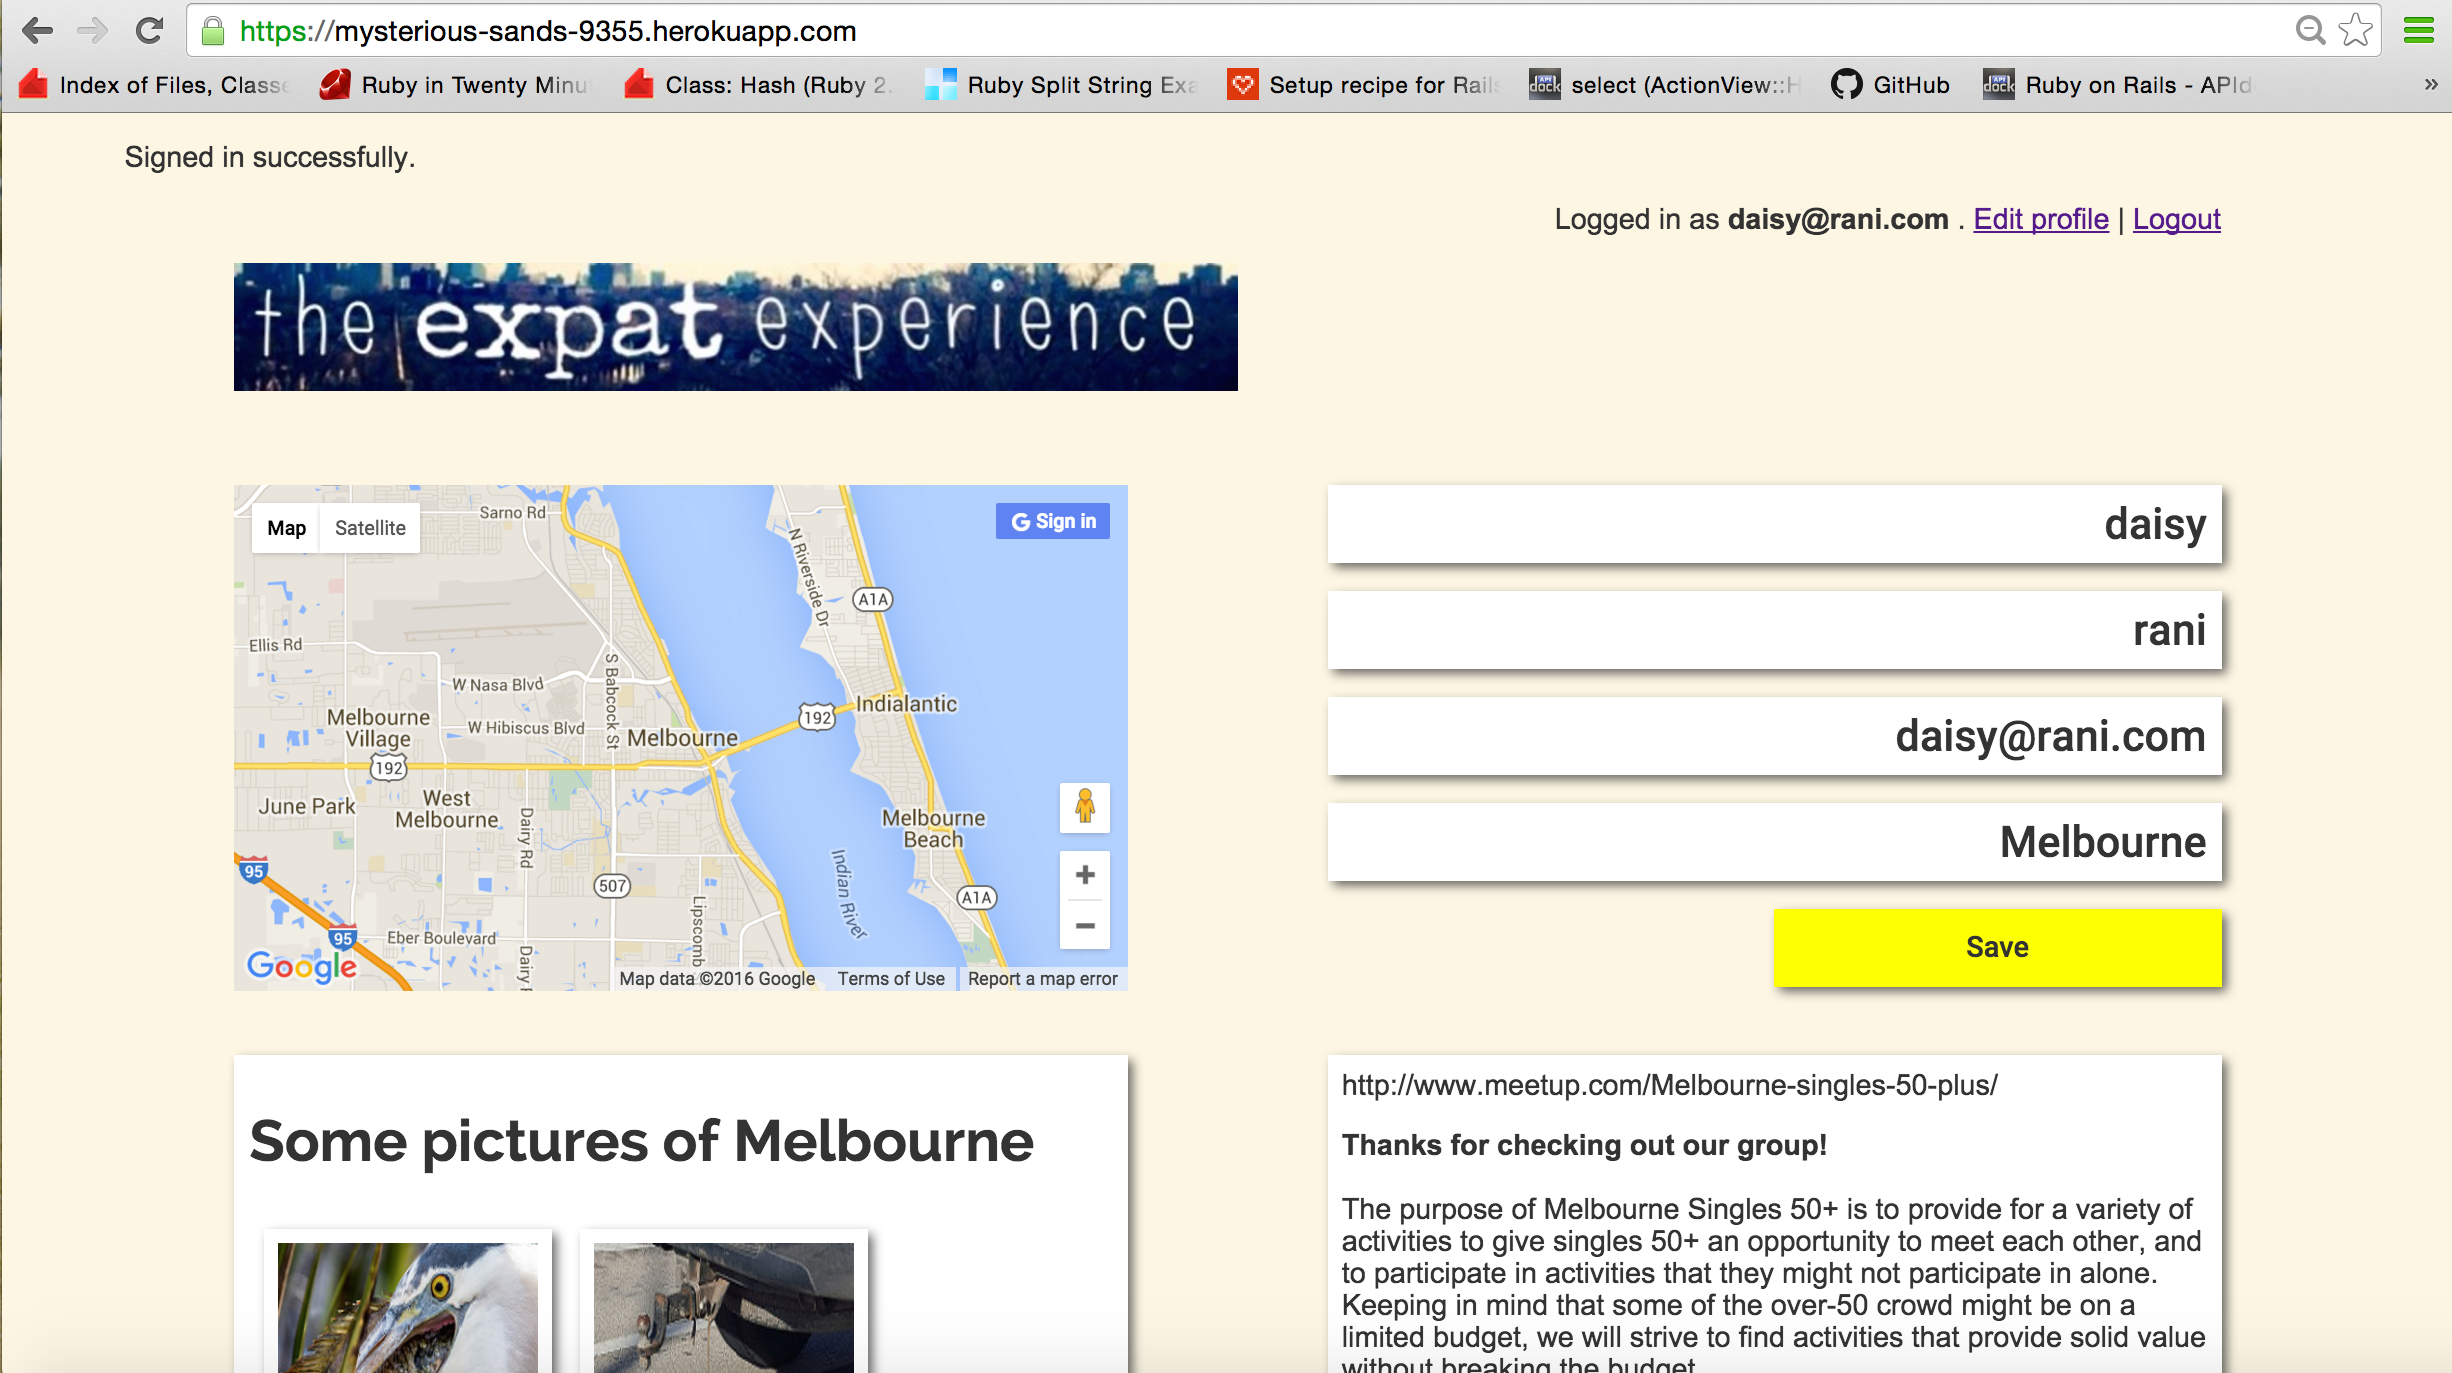 https://mysterious-sands-9355.herokuapp.com
Index of Files, Classe
Ruby in Twenty Minu
Class: Hash (Ruby 2.
Ruby Split String Exa
Setup recipe for Rails
select (ActionView::H
GitHub
Ruby on Rails - APId
»
Signed in successfully.
Logged in as daisy@rani.com . Edit profile | Logout
the expat experience
Map
Satellite
G Sign in
Sarno Rd
N Riverside Dr
A1A
Ellis Rd
S Babcock St
W Nasa Blvd
Indialantic
192
Melbourne
Village
W Hibiscus Blvd
Melbourne
192
June Park
West
Melbourne
Dairy Rd
Melbourne
Beach
Indian River
95
507
A1A
Lipscomb
95
Eber Boulevard
Dairy
Google
Map data ©2016 Google
Terms of Use
Report a map error
daisy
rani
daisy@rani.com
Melbourne
Save
Some pictures of Melbourne
http://www.meetup.com/Melbourne-singles-50-plus/
Thanks for checking out our group!
The purpose of Melbourne Singles 50+ is to provide for a variety of
activities to give singles 50+ an opportunity to meet each other, and
to participate in activities that they might not participate in alone.
Keeping in mind that some of the over-50 crowd might be on a
limited budget, we will strive to find activities that provide solid value
without breaking the budget